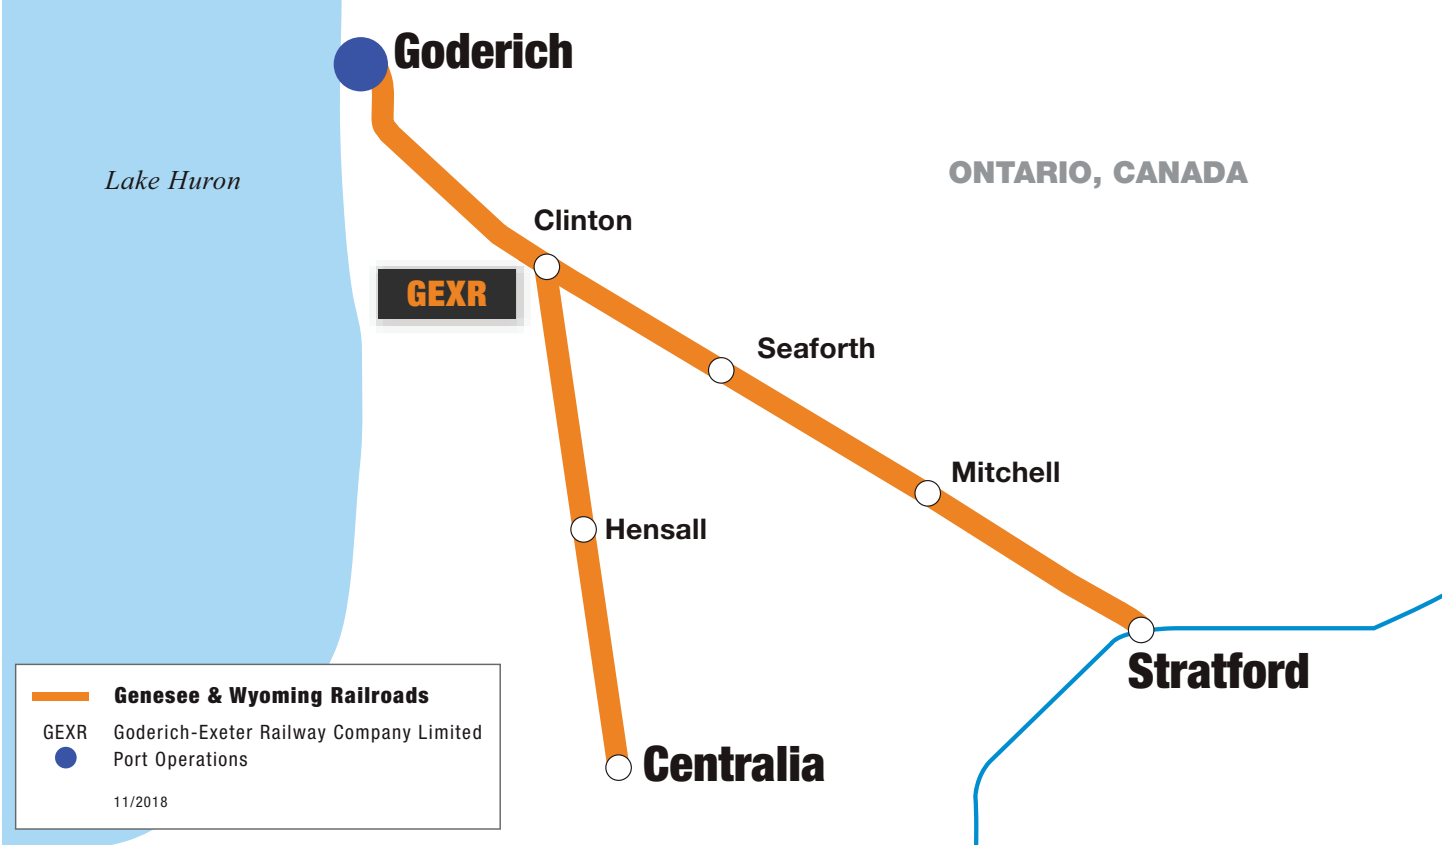 Goderich
Lake Huron
ONTARIO, CANADA
Clinton
GEXR
Seaforth
Mitchell
Hensall
Stratford
Centralia
Genesee & Wyoming Railroads
GEXR Goderich-Exeter Railway Company Limited
Port Operations
11/2018